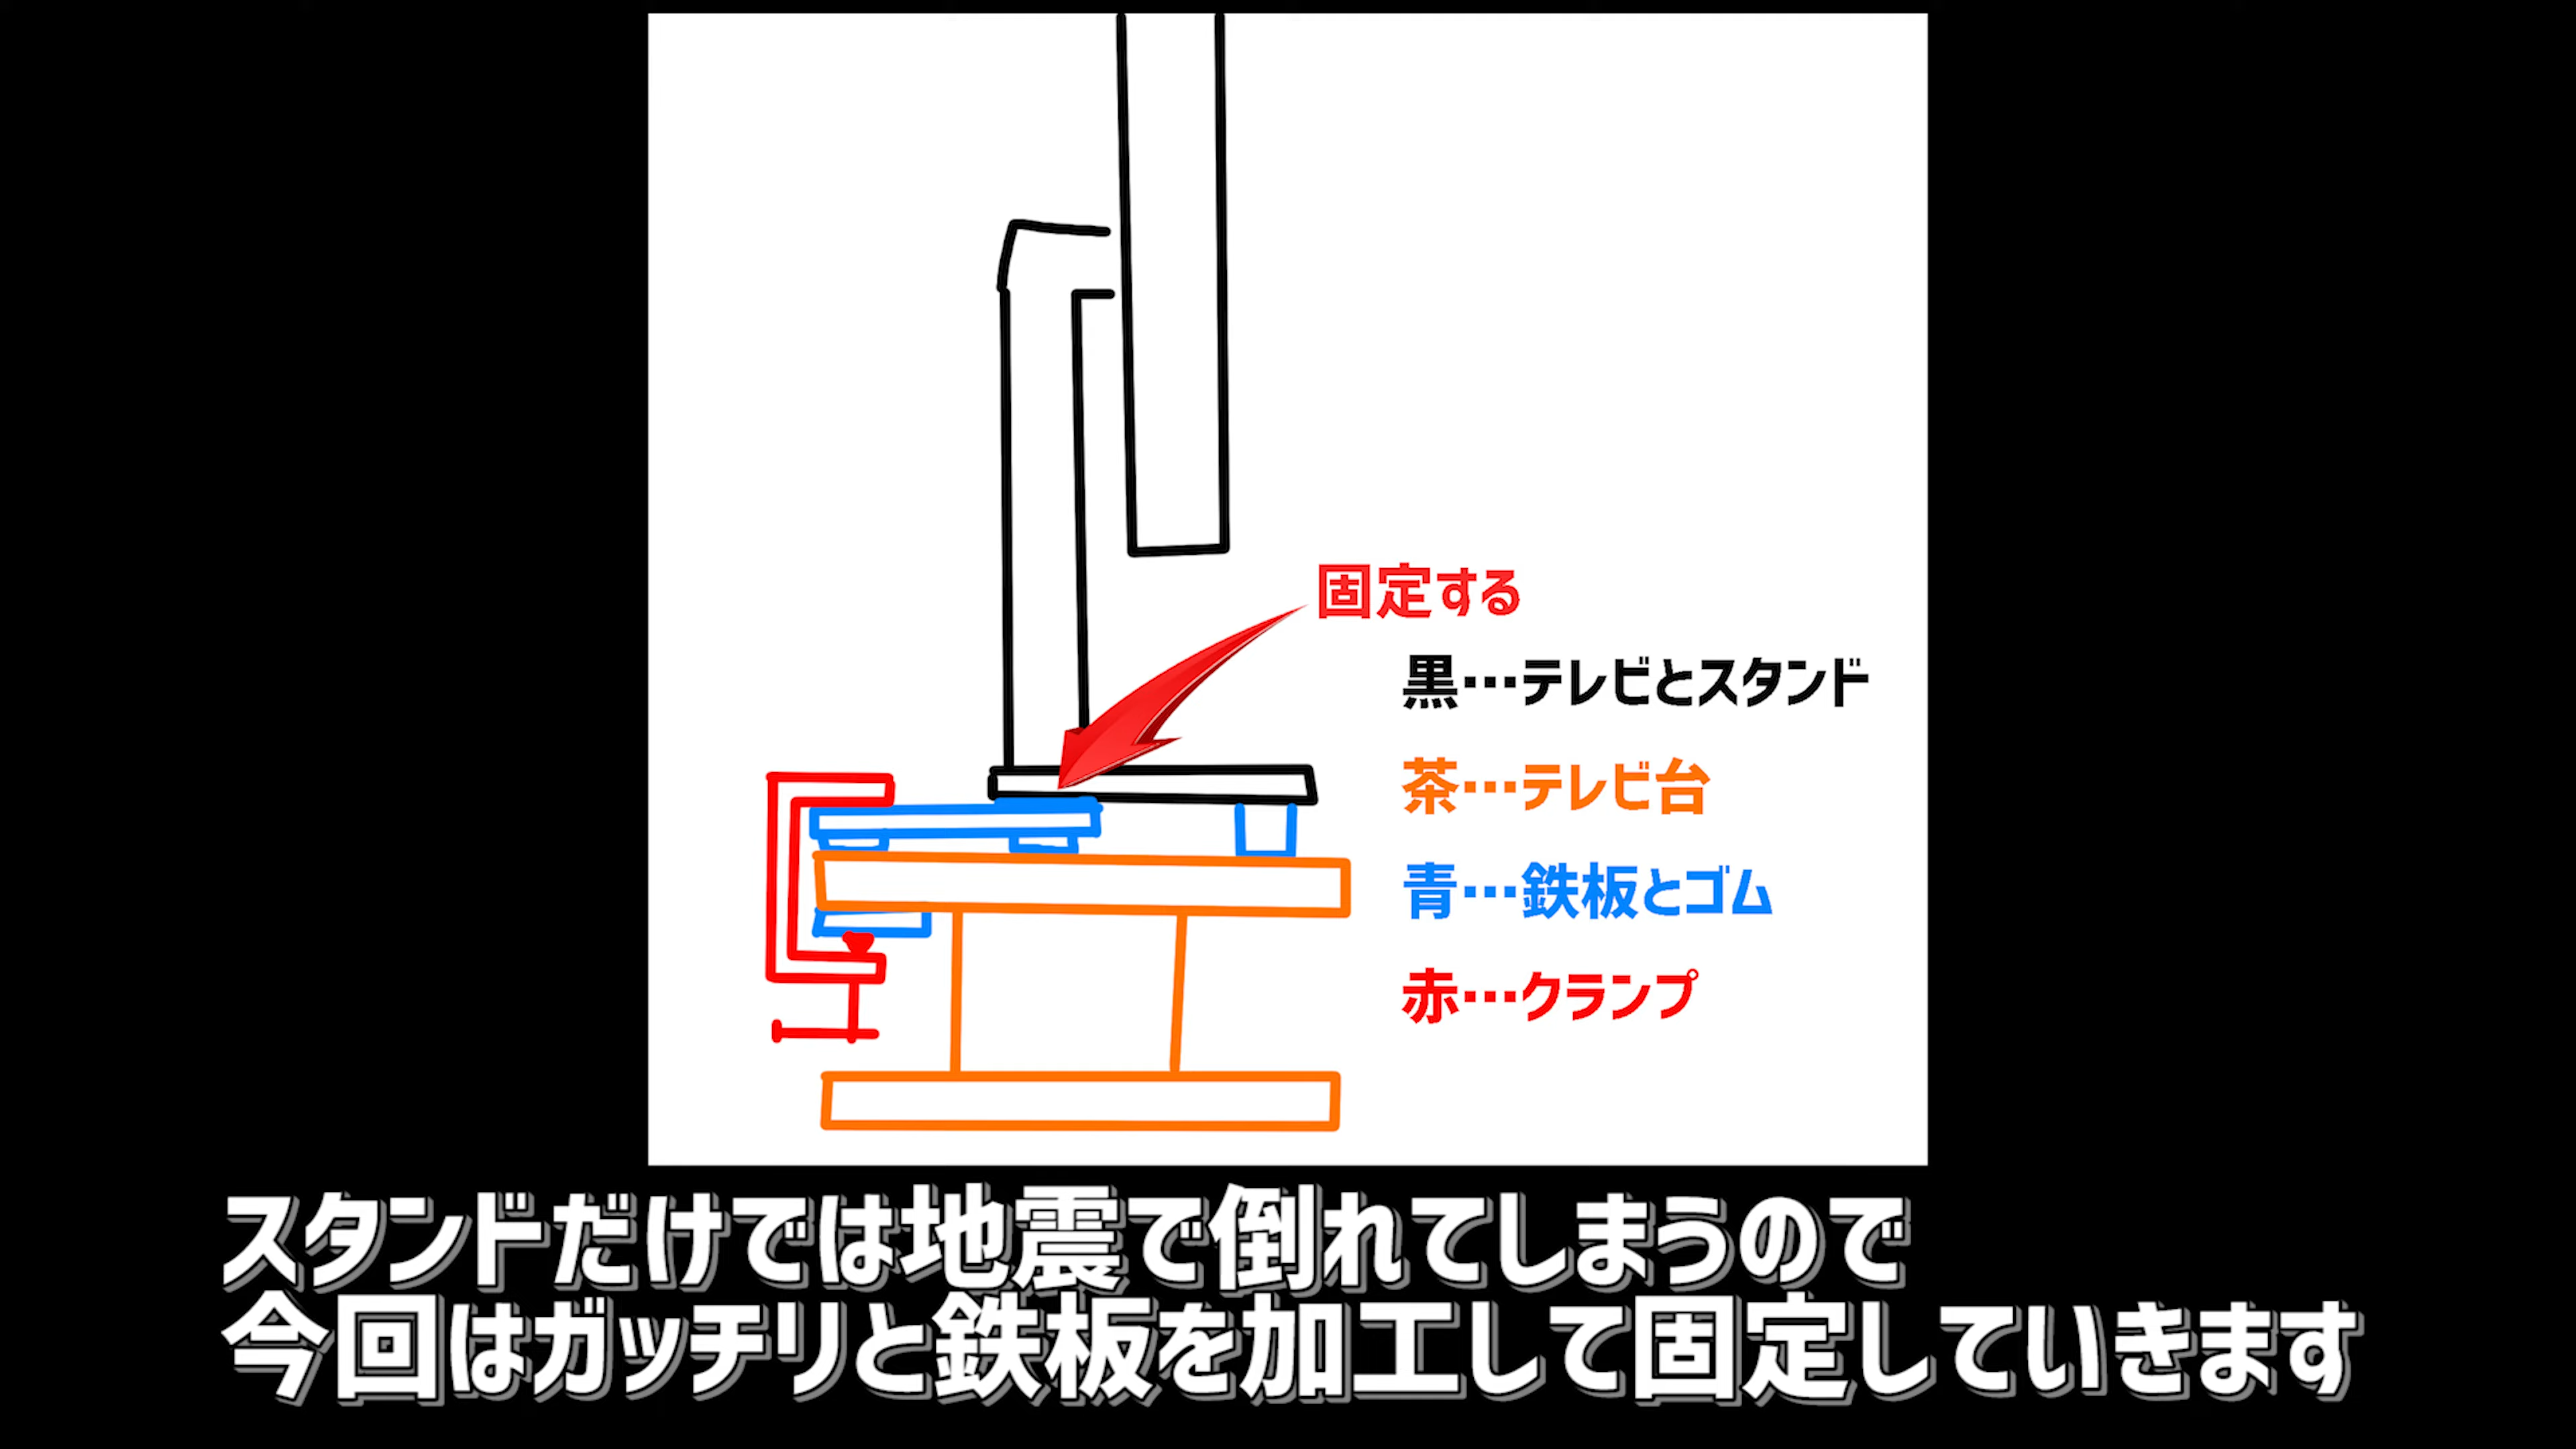 固定する
黒…テレビとスタンド
茶…テレビ台
青…鉄板とゴム
赤…クランプ
スタンドだけでは地震で倒れてしまうので
今回はガッチリと鉄板を加工して固定していきます